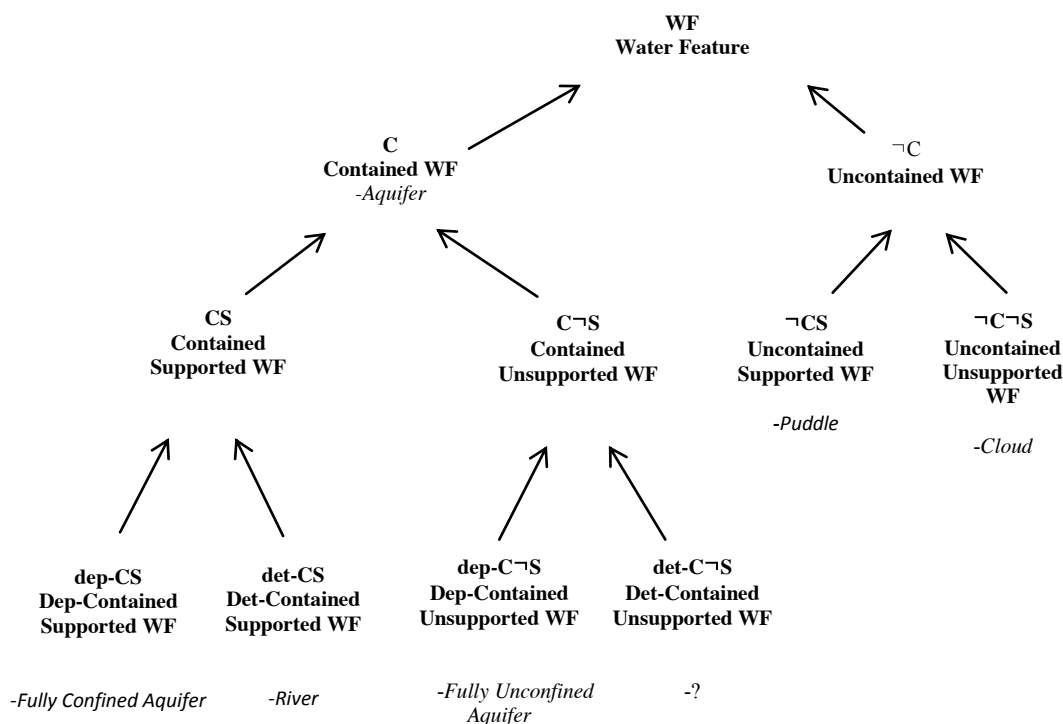 WF
Water Feature
C
Contained WF
-Aquifer
¬C
Uncontained WF
CS
Contained
Supported WF
C¬S
Contained
Unsupported WF
¬CS
Uncontained
Supported WF
-Puddle
¬C¬S
Uncontained
Unsupported
WF
-Cloud
dep-CS
Dep-Contained
Supported WF
-Fully Confined Aquifer
det-CS
Det-Contained
Supported WF
-River
dep-C¬S
Dep-Contained
Unsupported WF
-Fully Unconfined
Aquifer
det-C¬S
Det-Contained
Unsupported WF
-?